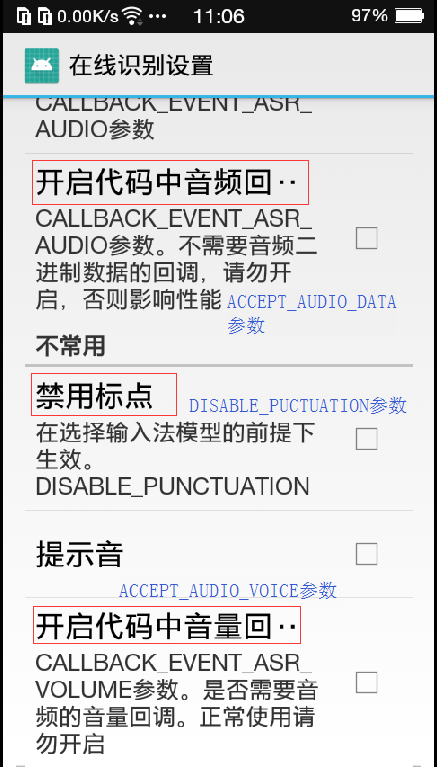 0.00K/s 11:06 97%
在线识别设置
CALLBACK_EVENT_ASR_
AUDIO参数
开启代码中音频回··
CALLBACK_EVENT_ASR_
AUDIO参数。不需要音频二
进制数据的回调，请勿开
启，否则影响性能
ACCEPT_AUDIO_DATA
参数
不常用
禁用标点
DISABLE_PUCTUATION参数
在选择输入法模型的前提下
生效。
DISABLE_PUNCTUATION
提示音
ACCEPT_AUDIO_VOICE参数
开启代码中音量回··
CALLBACK_EVENT_ASR_
VOLUME参数。是否需要音
频的音量回调。正常使用请
勿开启